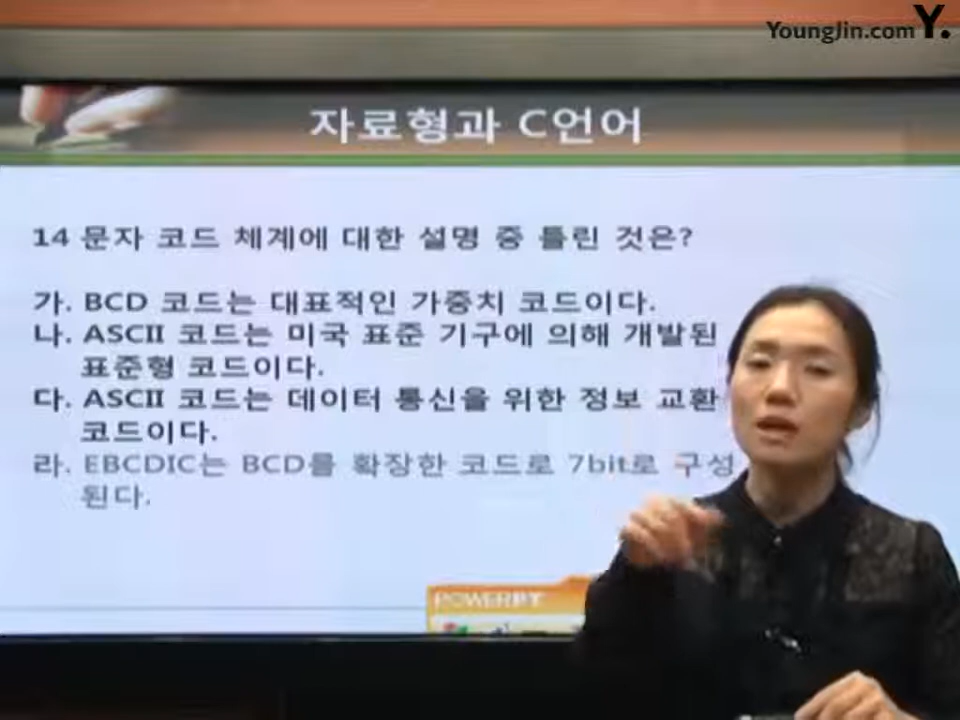 YoungJin.com Y.
자료형과 C언어
14 문자 코드 체계에 대한 설명 중 틀린 것은?
가. BCD 코드는 대표적인 가중치 코드이다.
나. ASCII 코드는 미국 표준 기구에 의해 개발된
표준형 코드이다.
다. ASCII 코드는 데이터 통신을 위한 정보 교환
코드이다.
라. EBCDIC는 BCD를 확장한 코드로 7bit로 구성
된다.
POWERPT